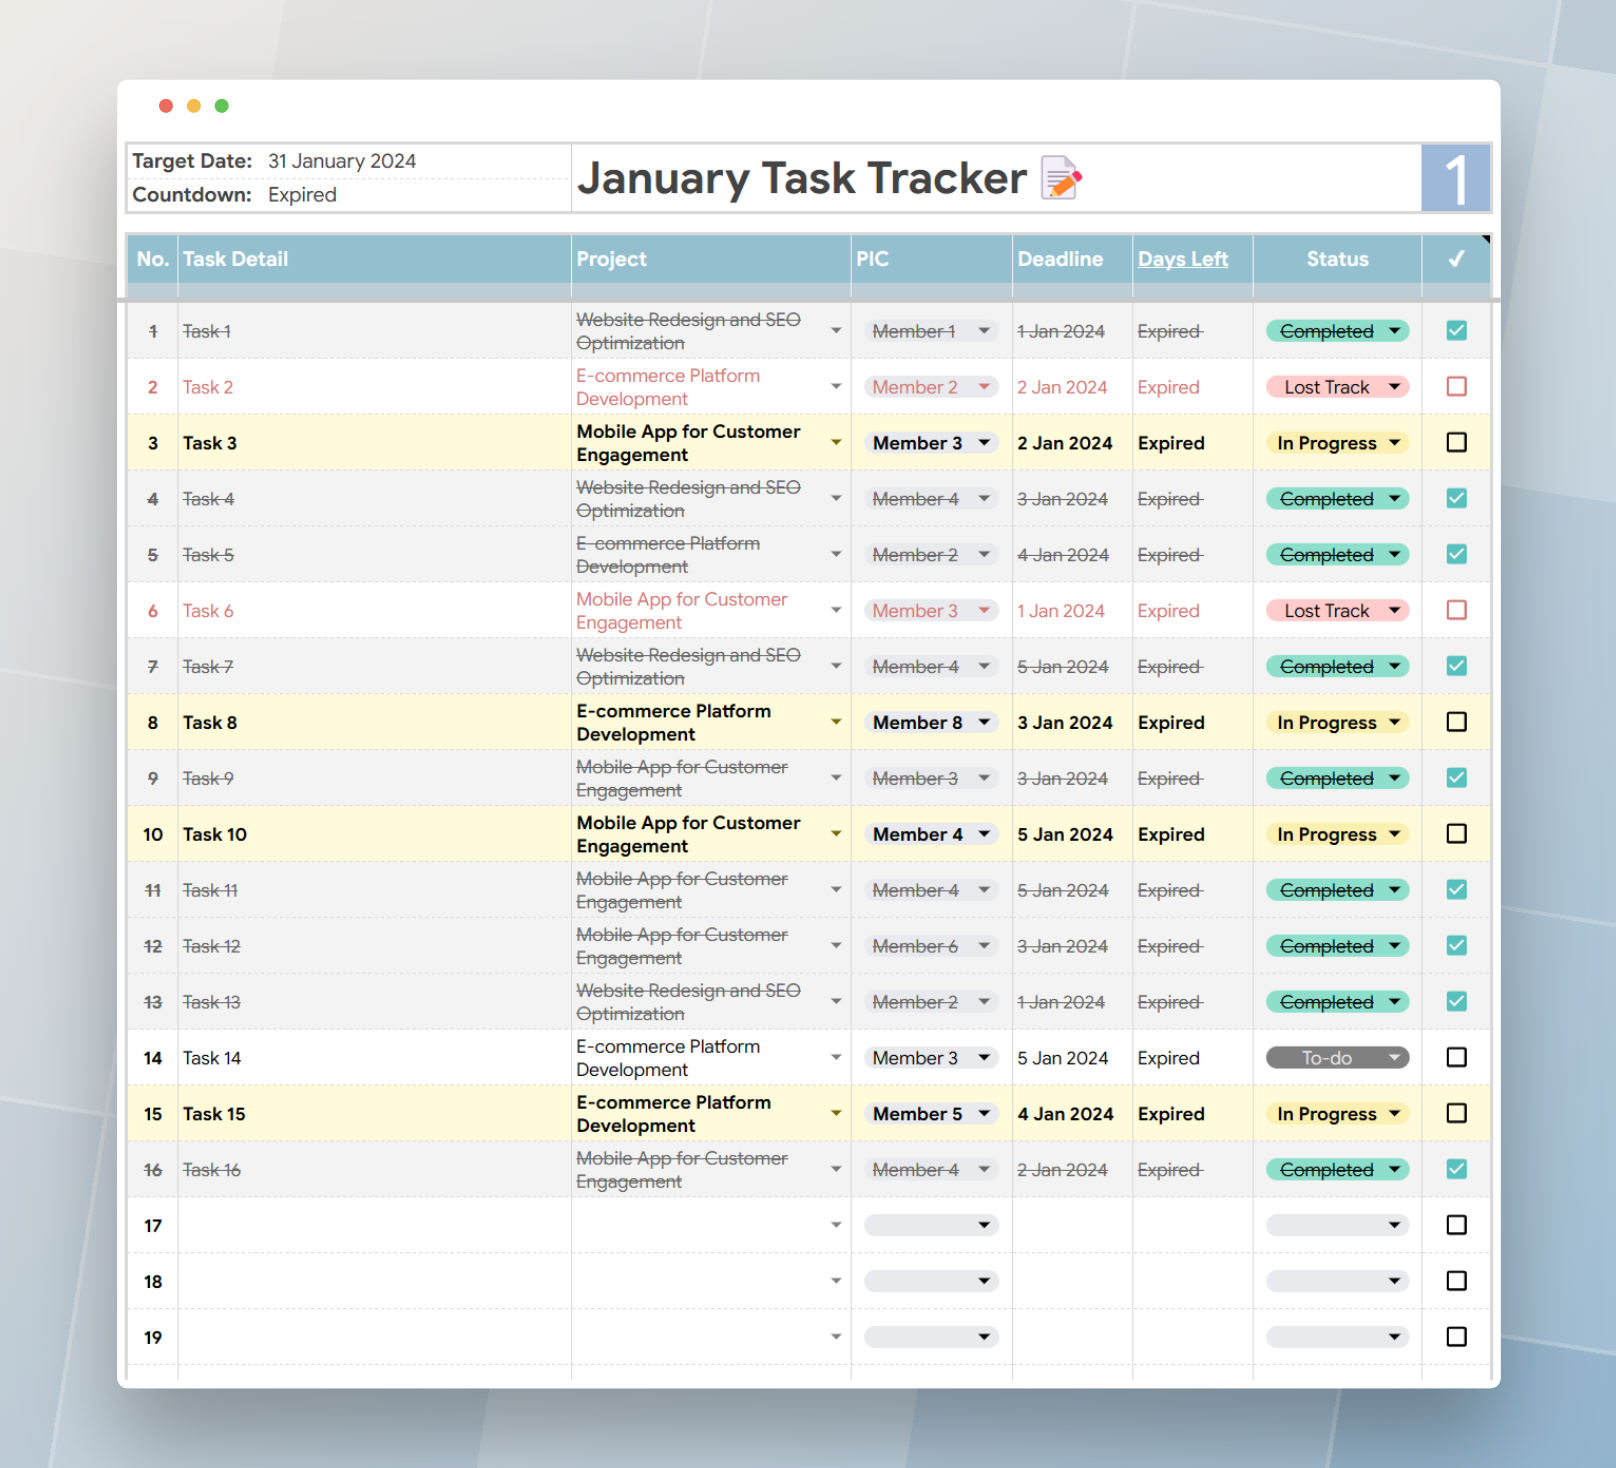 Target Date: 31 January 2024
Countdown: Expired
January Task Tracker
1
No. Task Detail Project PIC Deadline Days Left Status ✓
1 Task 1 Website Redesign and SEO Optimization Member 1 1 Jan 2024 Expired Completed
2 Task 2 E-commerce Platform Development Member 2 2 Jan 2024 Expired Lost Track
3 Task 3 Mobile App for Customer Engagement Member 3 2 Jan 2024 Expired In Progress
4 Task 4 Website Redesign and SEO Optimization Member 4 3 Jan 2024 Expired Completed
5 Task 5 E-commerce Platform Development Member 2 4 Jan 2024 Expired Completed
6 Task 6 Mobile App for Customer Engagement Member 3 1 Jan 2024 Expired Lost Track
7 Task 7 Website Redesign and SEO Optimization Member 4 5 Jan 2024 Expired Completed
8 Task 8 E-commerce Platform Development Member 8 3 Jan 2024 Expired In Progress
9 Task 9 Mobile App for Customer Engagement Member 3 3 Jan 2024 Expired Completed
10 Task 10 Mobile App for Customer Engagement Member 4 5 Jan 2024 Expired In Progress
11 Task 11 Mobile App for Customer Engagement Member 4 5 Jan 2024 Expired Completed
12 Task 12 Mobile App for Customer Engagement Member 6 3 Jan 2024 Expired Completed
13 Task 13 Website Redesign and SEO Optimization Member 2 1 Jan 2024 Expired Completed
14 Task 14 E-commerce Platform Development Member 3 5 Jan 2024 Expired To-do
15 Task 15 E-commerce Platform Development Member 5 4 Jan 2024 Expired In Progress
16 Task 16 Mobile App for Customer Engagement Member 4 2 Jan 2024 Expired Completed
17
18
19